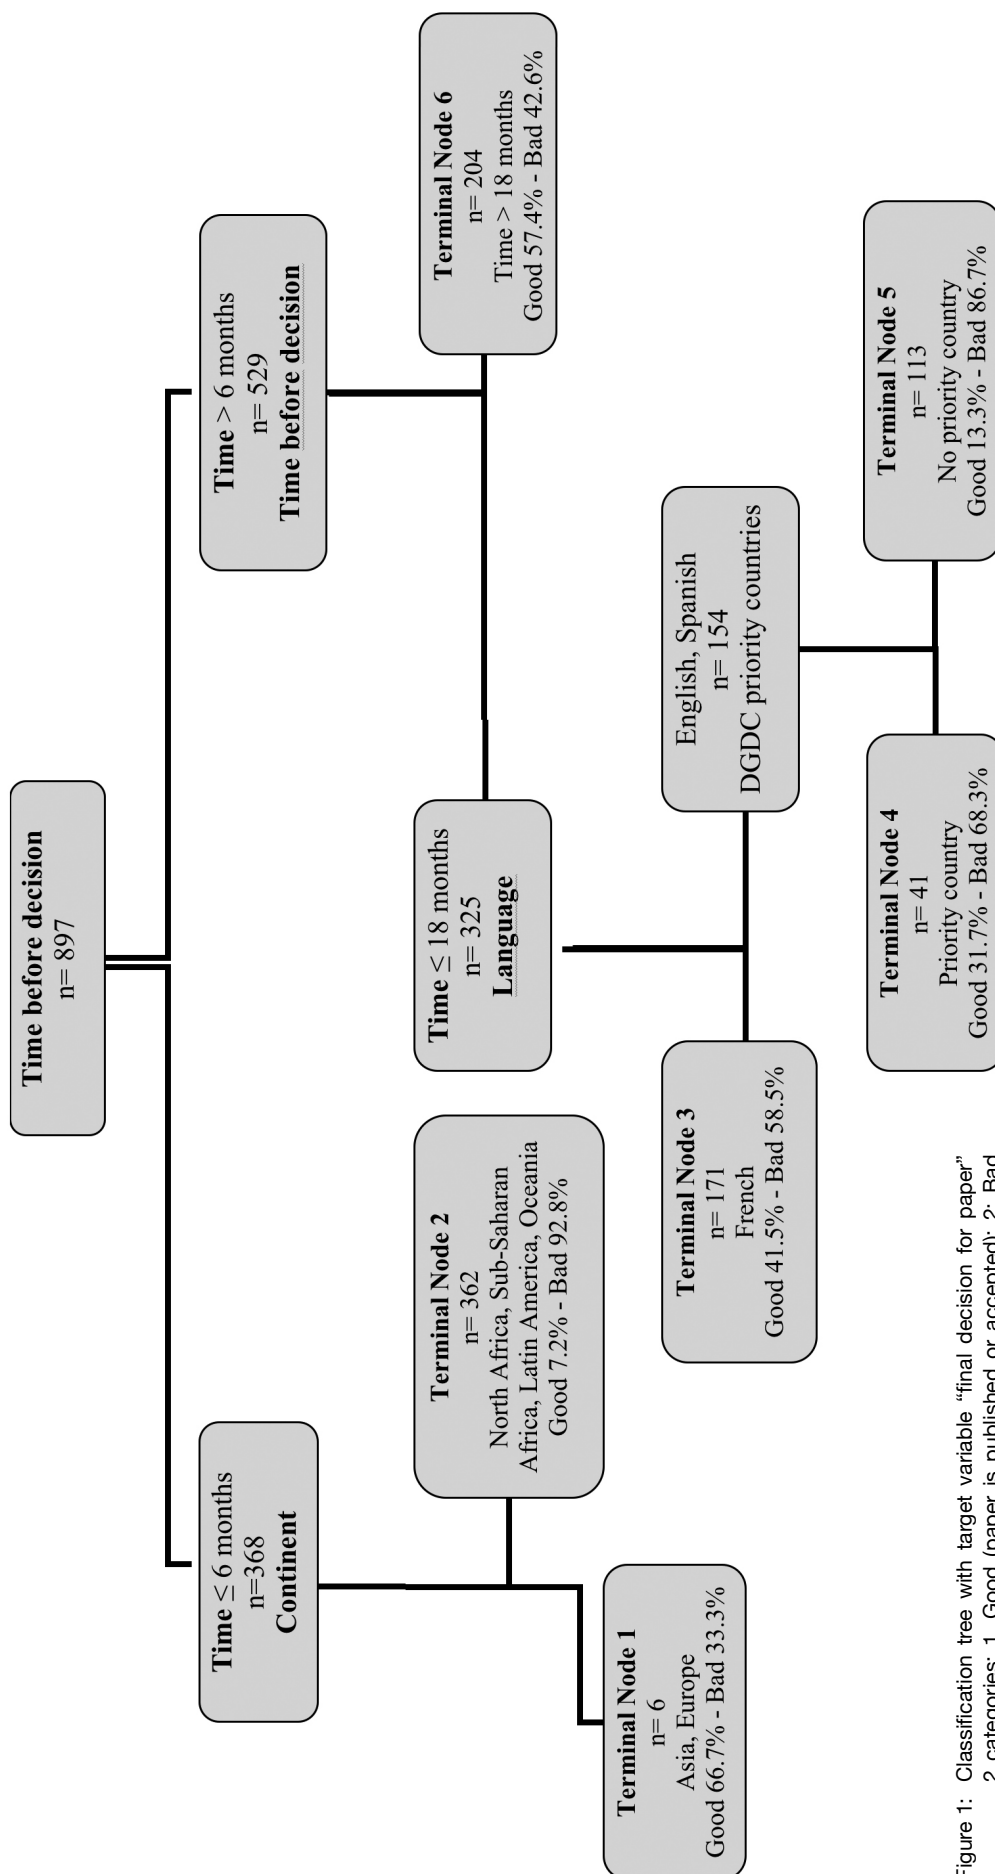 Time before decision
n= 897
Time ≤ 6 months
n=368
Continent
Time > 6 months
n= 529
Time before decision
Terminal Node 1
n= 6
Asia, Europe
Good 66.7% - Bad 33.3%
Terminal Node 2
n= 362
North Africa, Sub-Saharan
Africa, Latin America, Oceania
Good 7.2% - Bad 92.8%
Time ≤ 18 months
n= 325
Language
Terminal Node 6
n= 204
Time > 18 months
Good 57.4% - Bad 42.6%
Terminal Node 3
n= 171
French
Good 41.5% - Bad 58.5%
English, Spanish
n= 154
DGDC priority countries
Terminal Node 4
n= 41
Priority country
Good 31.7% - Bad 68.3%
Terminal Node 5
n= 113
No priority country
Good 13.3% - Bad 86.7%
Figure 1: Classification tree with target variable “final decision for paper”
2 categories: 1. Good (paper is published or accepted); 2: Bad